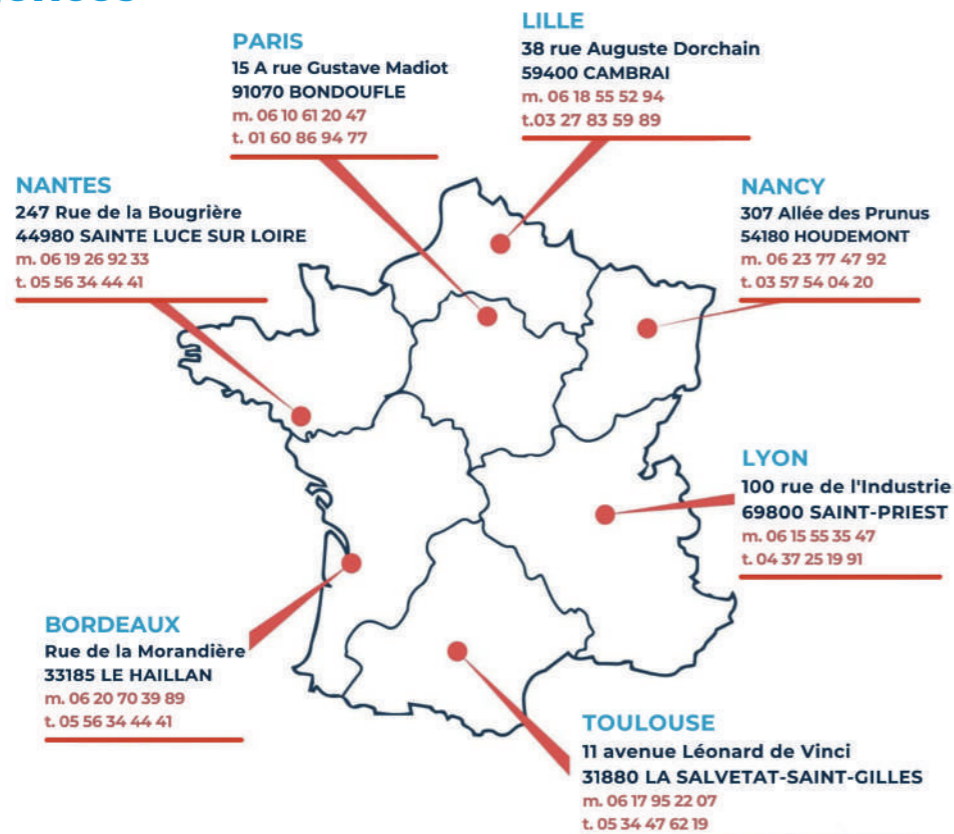 PARIS
15 A rue Gustave Madiot
91070 BONDOUFLE
m. 06 10 61 20 47
t. 01 60 86 94 77
LILLE
38 rue Auguste Dorchain
59400 CAMBRAI
m. 06 18 55 52 94
t.03 27 83 59 89
NANTES
247 Rue de la Bougrière
44980 SAINTE LUCE SUR LOIRE
m. 06 19 26 92 33
t. 05 56 34 44 41
NANCY
307 Allée des Prunus
54180 HOUDEMONT
m. 06 23 77 47 92
t. 03 57 54 04 20
LYON
100 rue de l'Industrie
69800 SAINT-PRIEST
m. 06 15 55 35 47
t. 04 37 25 19 91
BORDEAUX
Rue de la Morandière
33185 LE HAILLAN
m. 06 20 70 39 89
t. 05 56 34 44 41
TOULOUSE
11 avenue Léonard de Vinci
31880 LA SALVETAT-SAINT-GILLES
m. 06 17 95 22 07
t. 05 34 47 62 19